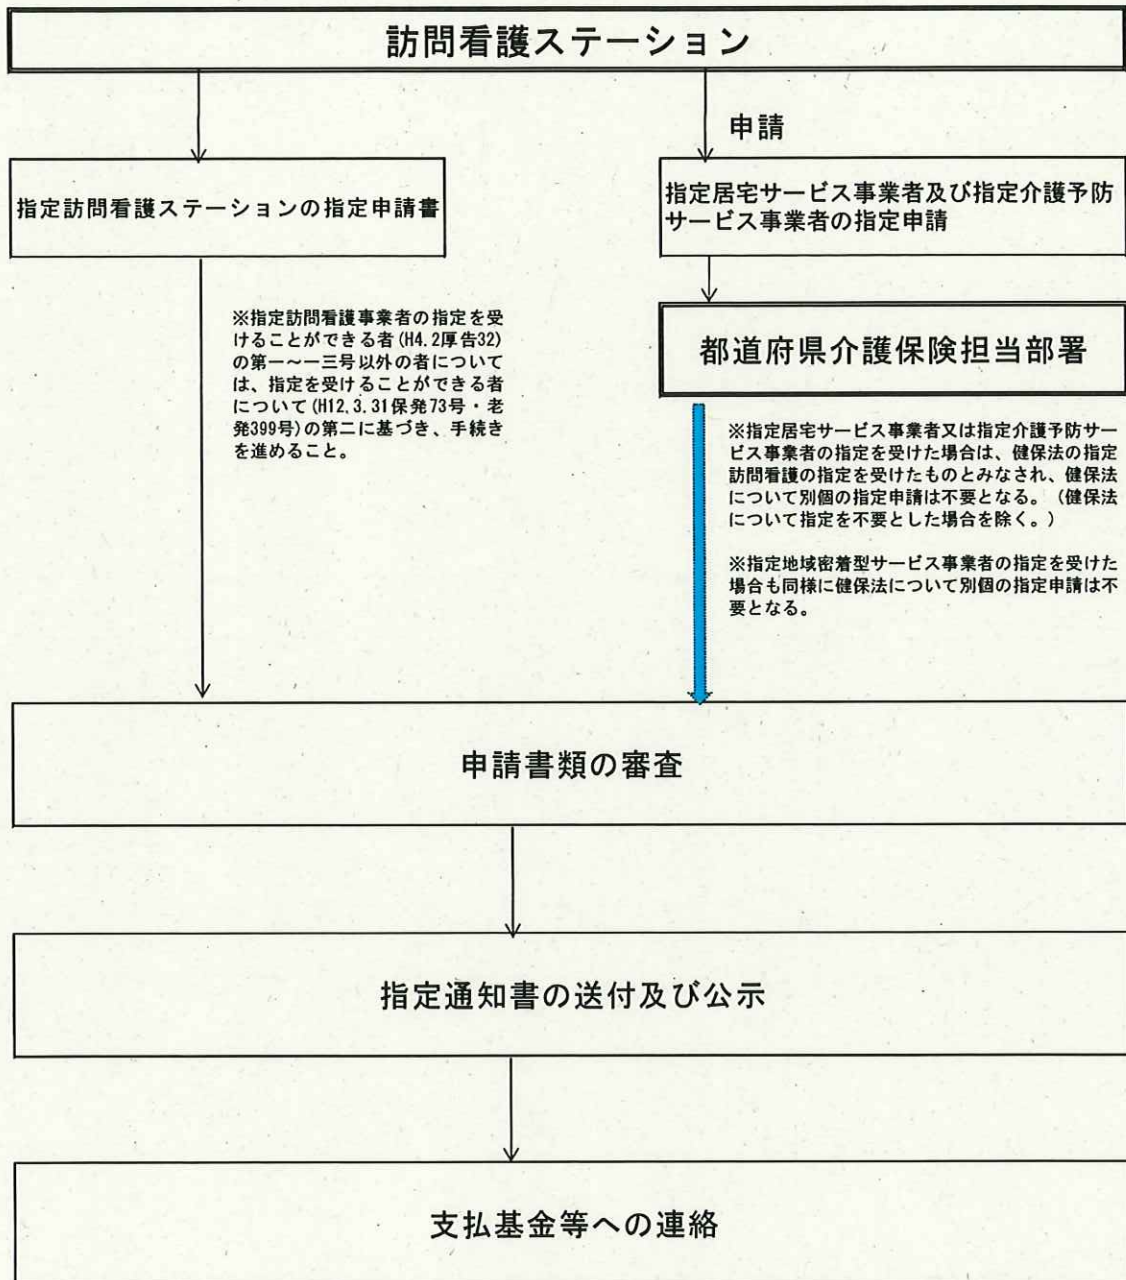 訪問看護ステーション
申請
指定訪問看護ステーションの指定申請書
指定居宅サービス事業者及び指定介護予防
サービス事業者の指定申請
※指定訪問看護事業者の指定を受
けることができる者(H4.2厚告32)
の第一~一三号以外の者について
は、指定を受けることができる者
について(H12.3.31保発73号・老
発399号)の第二に基づき、手続き
を進めること。
都道府県介護保険担当部署
※指定居宅サービス事業者又は指定介護予防サー
ビス事業者の指定を受けた場合は、健保法の指定
訪問看護の指定を受けたものとみなされ、健保法
について別個の指定申請は不要となる。(健保法
について指定を不要とした場合を除く。)
※指定地域密着型サービス事業者の指定を受けた
場合も同様に健保法について別個の指定申請は不
要となる。
申請書類の審査
指定通知書の送付及び公示
支払基金等への連絡